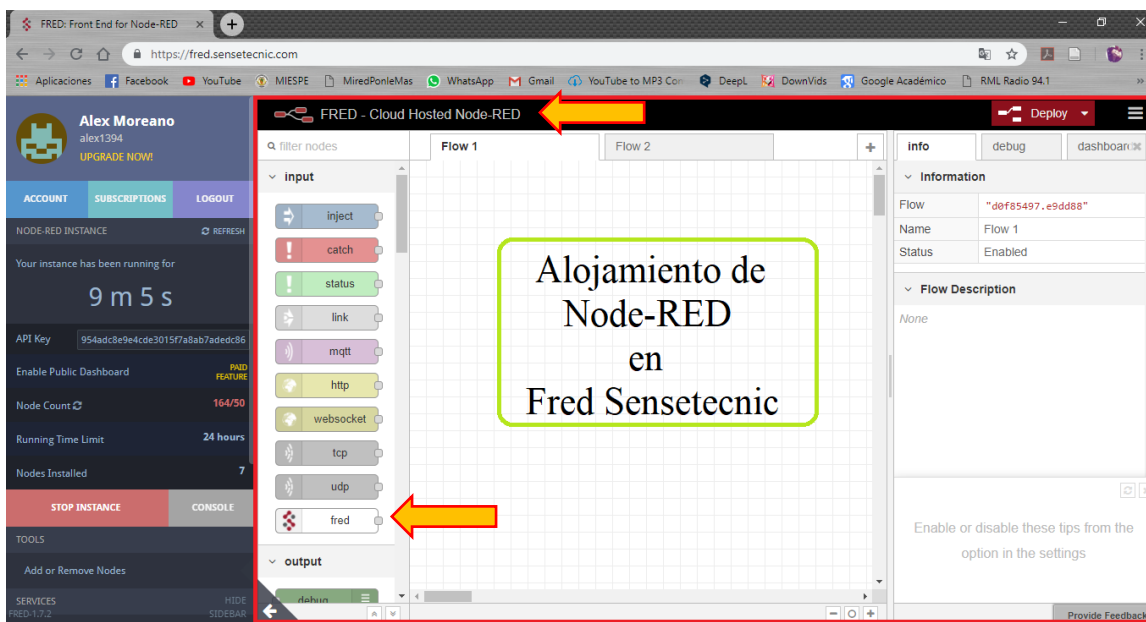 FRED: Front End for Node-RED
https://fred.sensetecnic.com
Aplicaciones Facebook YouTube MIESPE MiredPonleMas WhatsApp Gmail YouTube to MP3 Con DeepL DownVids Google Académico RML Radio 94.1
Alex Moreano
alex1394
UPGRADE NOW!
ACCOUNT SUBSCRIPTIONS LOGOUT
NODE-RED INSTANCE REFRESH
Your instance has been running for
9 m 5 s
API Key 954adc8e9e4cde3015f7a8ab7adedc86
Enable Public Dashboard PAID FEATURE
Node Count 164/50
Running Time Limit 24 hours
Nodes Installed 7
STOP INSTANCE CONSOLE
TOOLS
Add or Remove Nodes
SERVICES HIDE
FRED-1.7.2 SIDEBAR
FRED - Cloud Hosted Node-RED
Deploy
filter nodes
input
inject
catch
status
link
mqtt
http
websocket
tcp
udp
fred
output
debug
Flow 1 Flow 2
Alojamiento de
Node-RED
en
Fred Sensetecnic
info debug dashboard
Information
Flow "d0f85497.e9dd88"
Name Flow 1
Status Enabled
Flow Description
None
Enable or disable these tips from the
option in the settings
Provide Feedback